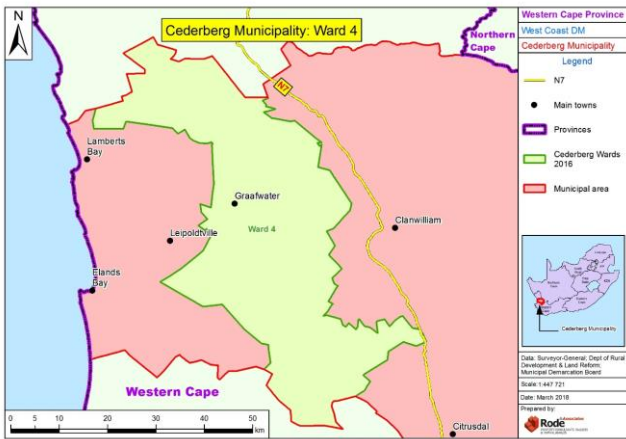 Cederberg Municipality: Ward 4
N
N7
Northern
Cape
Lamberts
Bay
Graafwater
Ward 4
Clanwilliam
Leipoldtville
Elands
Bay
Western Cape
Citrusdal
0 10 20 30 40 50
km
Western Cape Province
West Coast DM
Cederberg Municipality
Legend
N7
Main towns
Provinces
Cederberg Wards
2016
Municipal area
Cederberg Municipality
Data: Surveyor-General; Dept of Rural
Development & Land Reform;
Municipal Demarcation Board
Scale:1:447 721
Date: March 2018
Prepared by:
Rode
& Associates